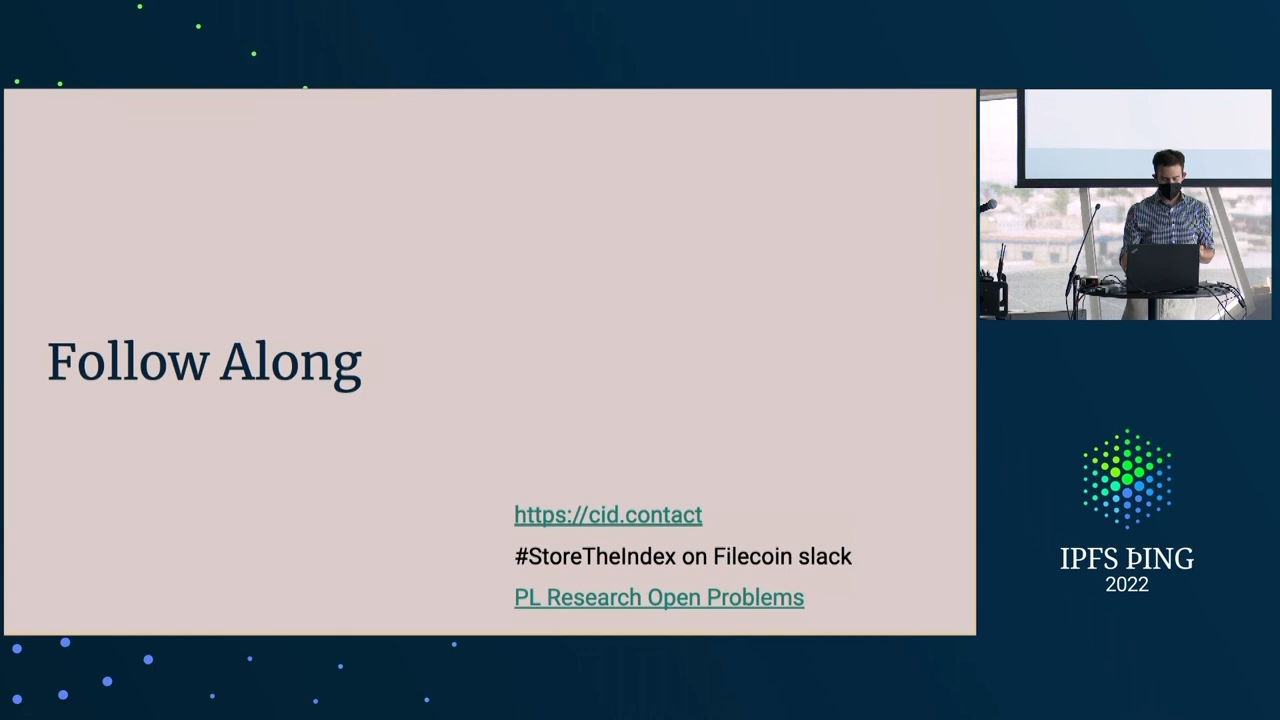 Follow Along
https://cid.contact
#StoreTheIndex on Filecoin slack
PL Research Open Problems
IPFS ÞING
2022